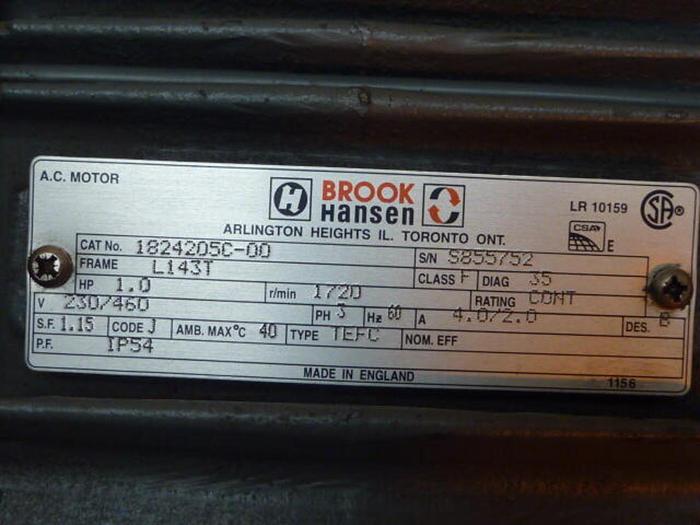 A.C. MOTOR
H BROOK Hansen
LR 10159
SA
ARLINGTON HEIGHTS IL. TORONTO ONT.
CSA E
CAT No. 1824205C-00 S/N S855752
FRAME L143T CLASS F DIAG 35
HP 1.0 r/min 1720 RATING CONT
V 230/460 PH 3 Hz 60 A 4.0/2.0 DES. B
S.F. 1.15 CODE J AMB. MAX°C 40 TYPE TEFC NOM. EFF
P.F. IP54
MADE IN ENGLAND
1156